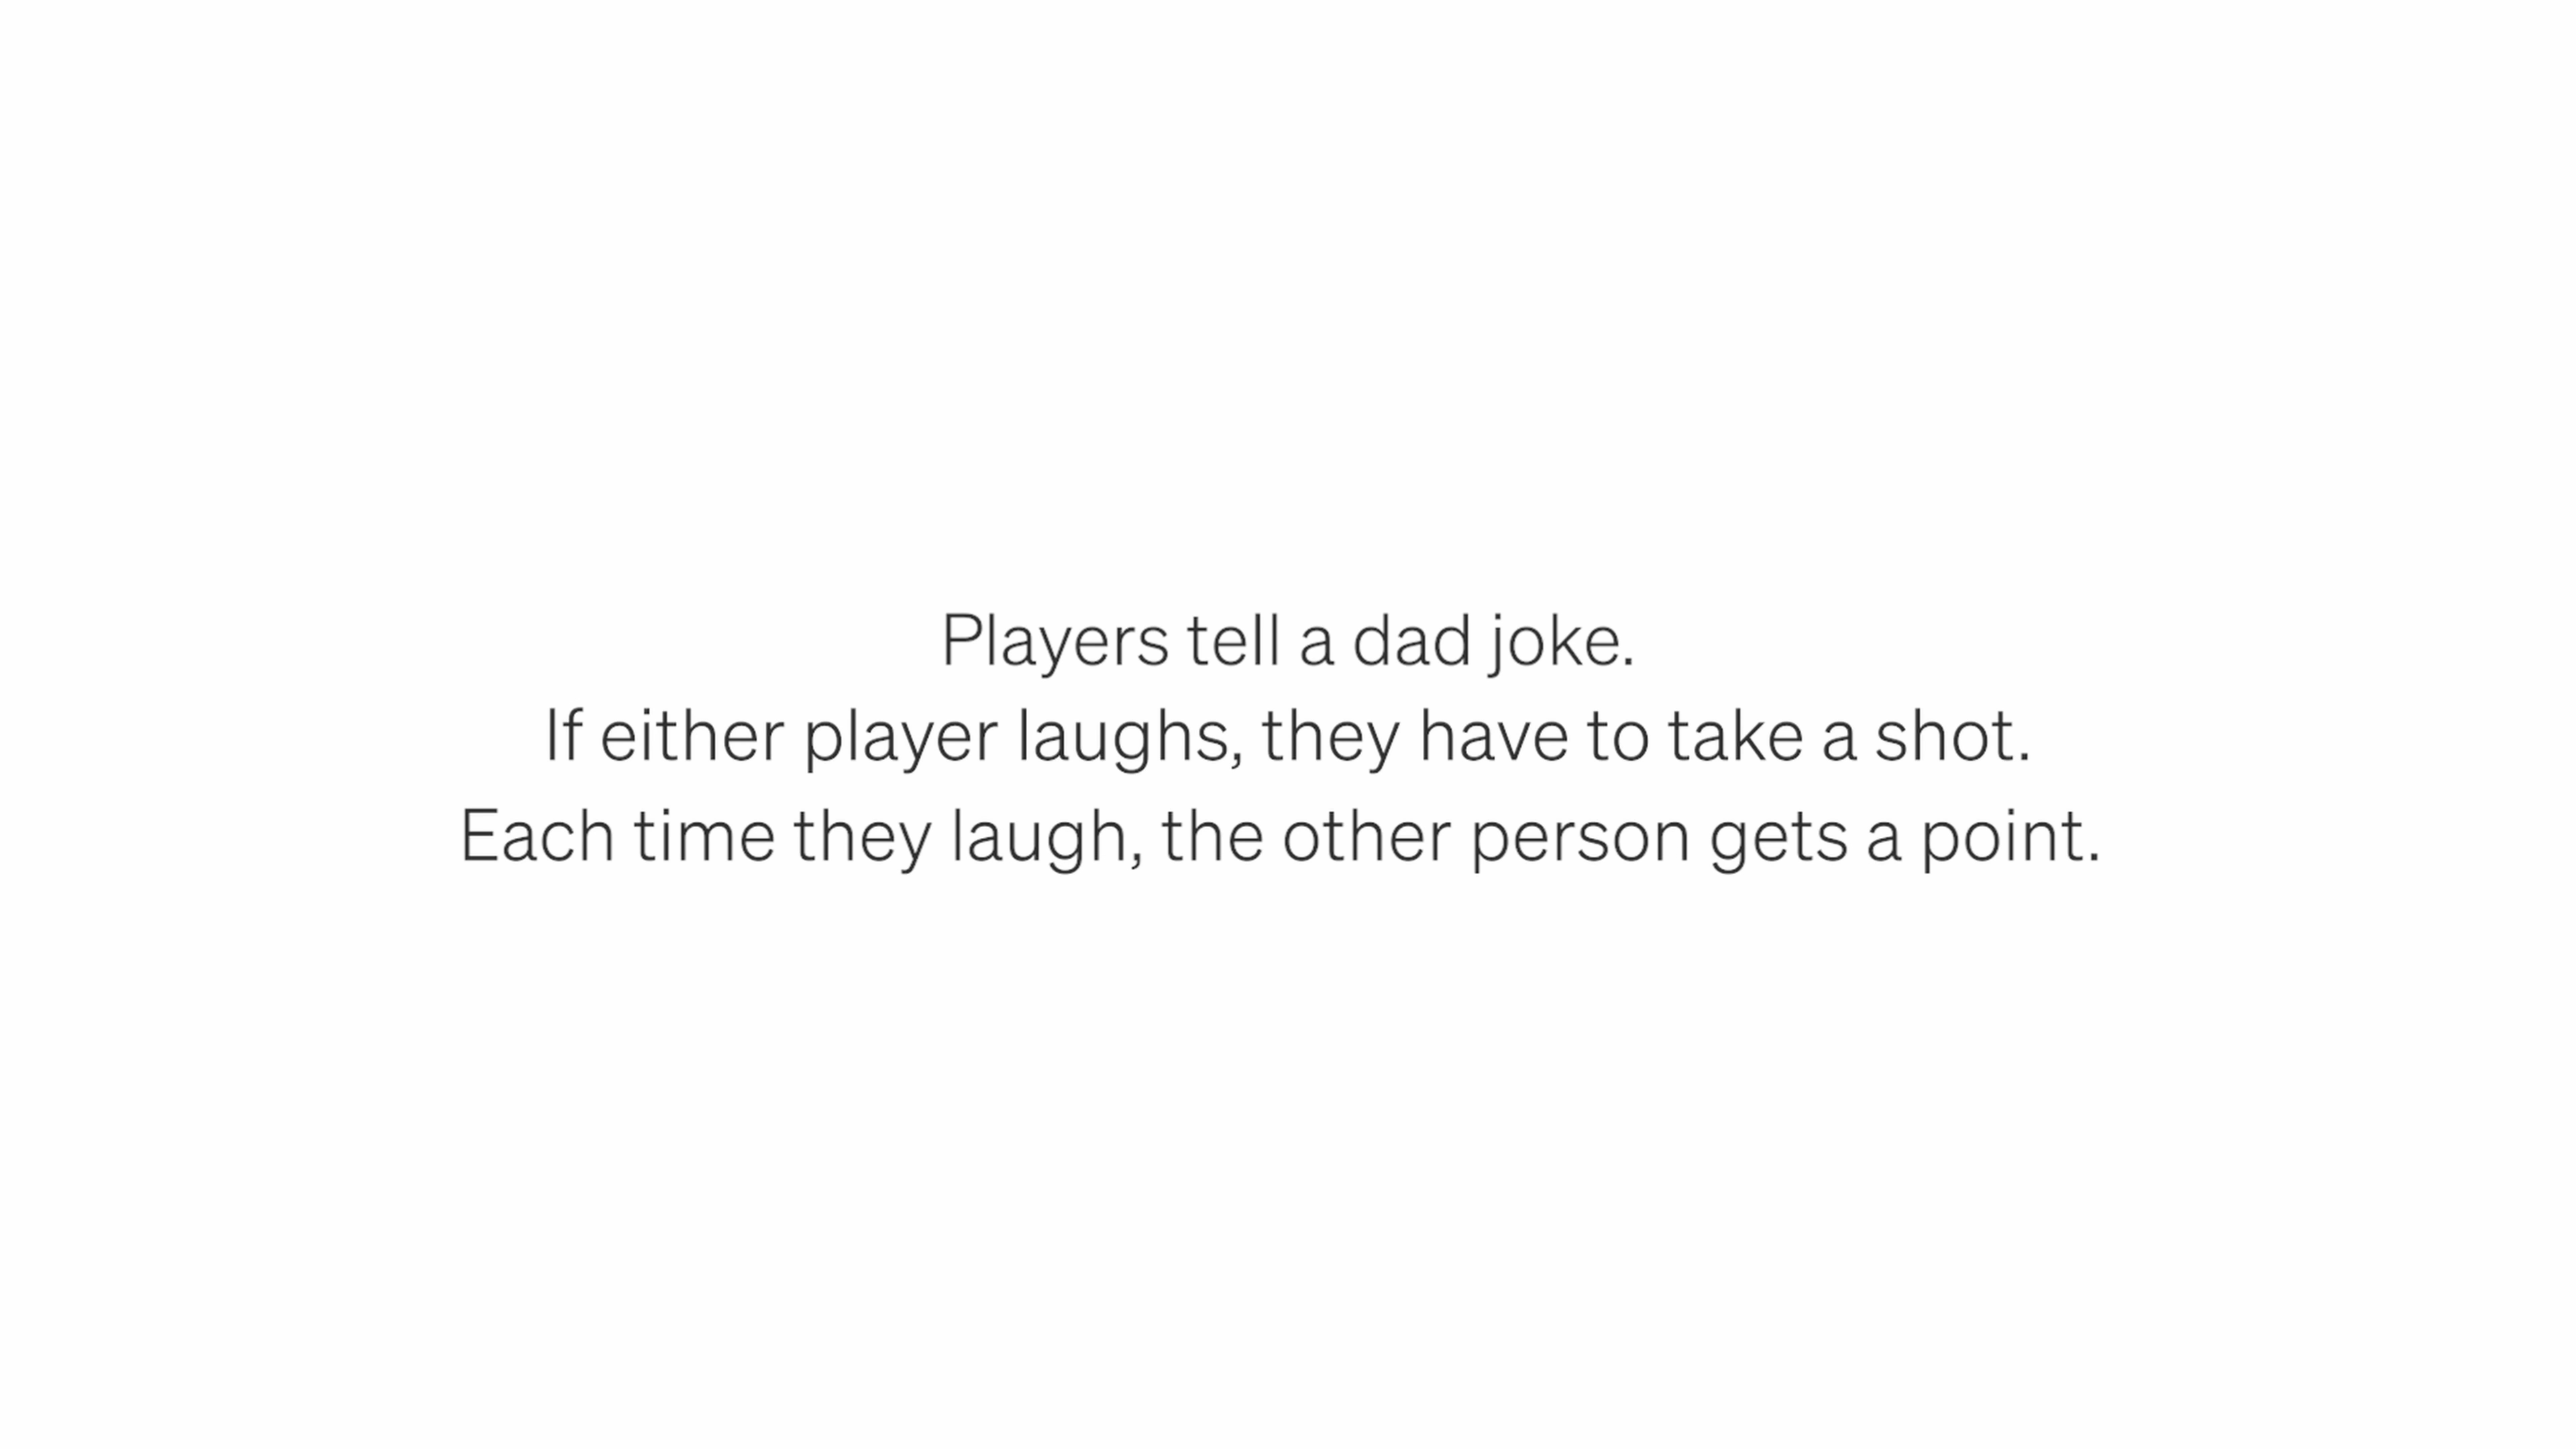 Players tell a dad joke.
If either player laughs, they have to take a shot.
Each time they laugh, the other person gets a point.